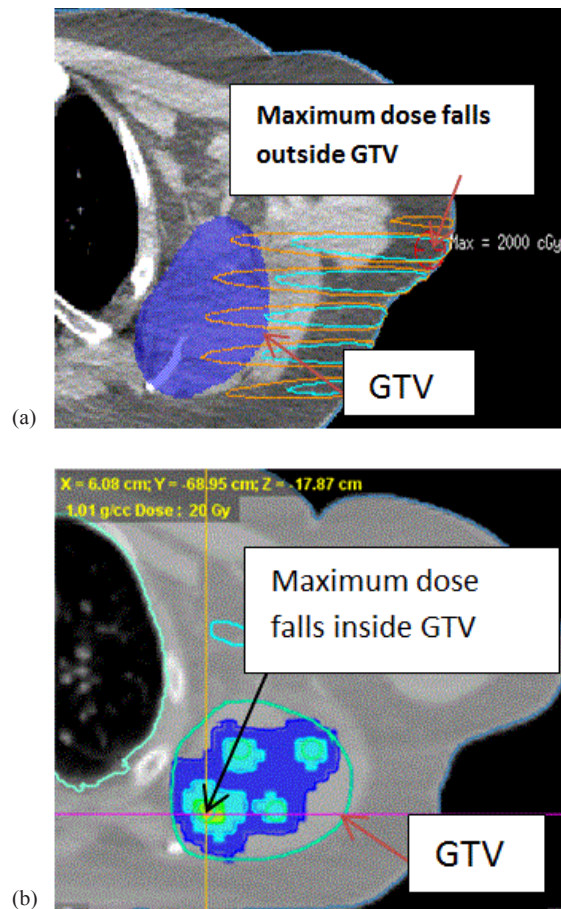 Maximum dose falls
outside GTV
Max = 2000 cGy
GTV
(a)
X = 6.08 cm; Y = -68.95 cm; Z = -17.87 cm
1.01 g/cc Dose : 20 Gy
Maximum dose
falls inside GTV
GTV
(b)